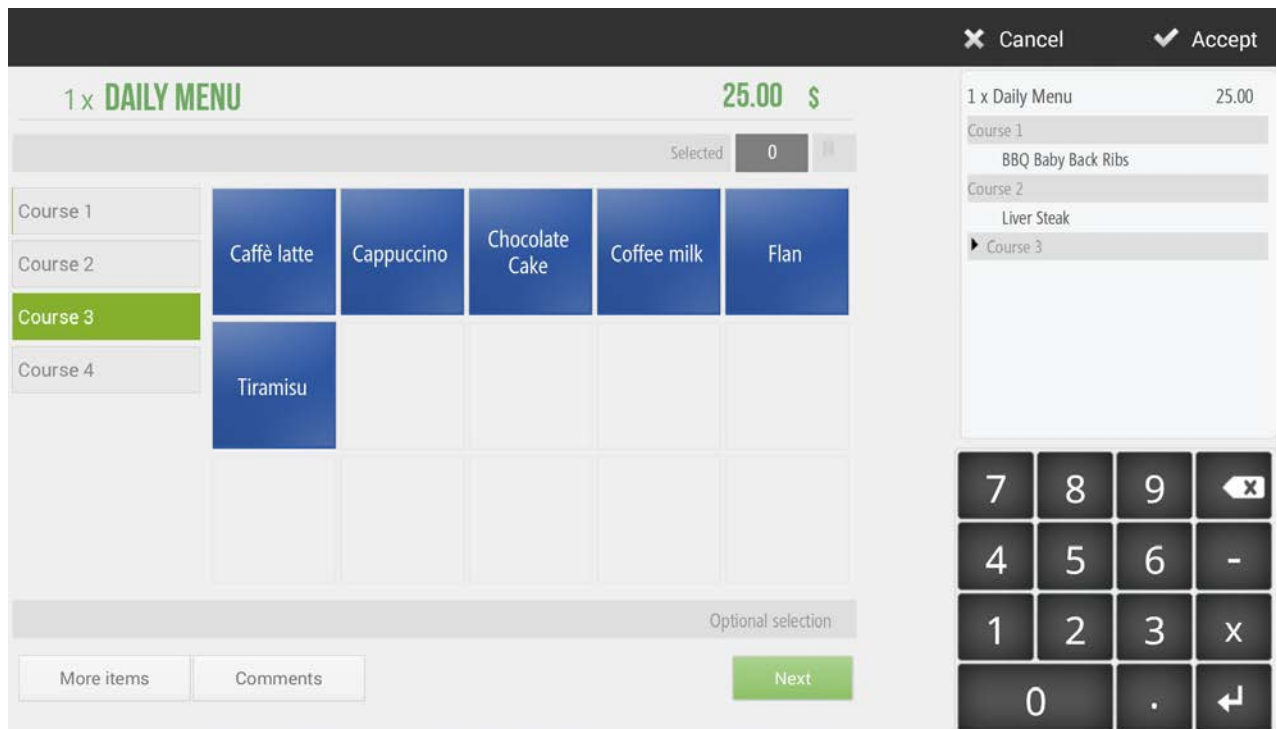 Cancel
Accept
1 x DAILY MENU
25.00 $
Selected 0
Course 1
Course 2
Course 3
Course 4
Caffè latte
Cappuccino
Chocolate
Cake
Coffee milk
Flan
Tiramisu
Optional selection
More items
Comments
Next
1 x Daily Menu 25.00
Course 1
BBQ Baby Back Ribs
Course 2
Liver Steak
Course 3
7 8 9 x
4 5 6 -
1 2 3 x
0 .